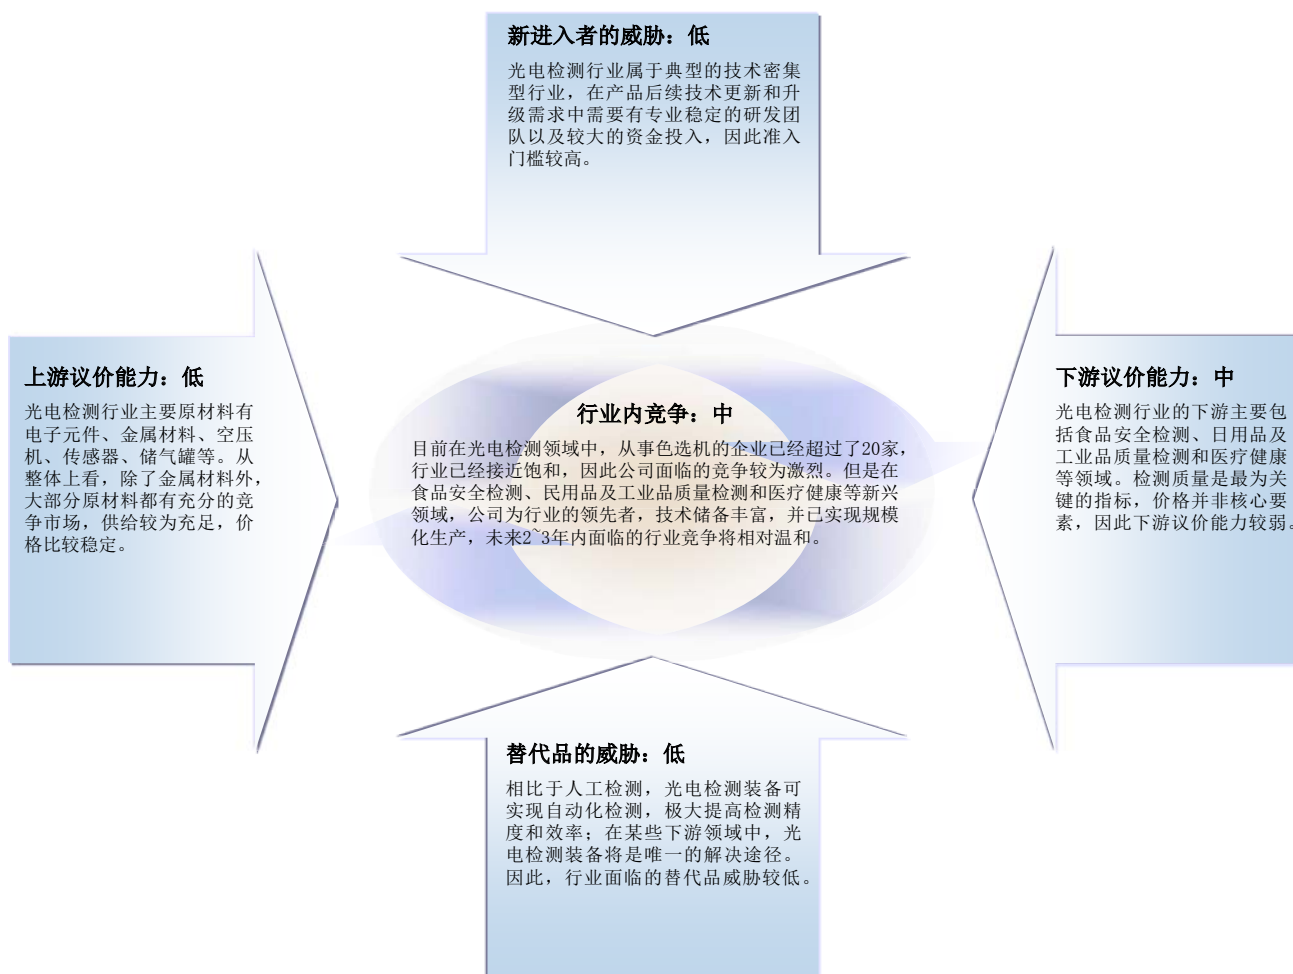 新进入者的威胁：低
光电检测行业属于典型的技术密集
型行业，在产品后续技术更新和升
级需求中需要有专业稳定的研发团
队以及较大的资金投入，因此准入
门槛较高。
上游议价能力：低
光电检测行业主要原材料有
电子元件、金属材料、空压
机、传感器、储气罐等。从
整体上看，除了金属材料外，
大部分原材料都有充分的竞
争市场，供给较为充足，价
格比较稳定。
行业内竞争：中
目前在光电检测领域中，从事色选机的企业已经超过了20家，
行业已经接近饱和，因此公司面临的竞争较为激烈。但是在
食品安全检测、民用品及工业品质量检测和医疗健康等新兴
领域，公司为行业的领先者，技术储备丰富，并已实现规模
化生产，未来2~3年内面临的行业竞争将相对温和。
下游议价能力：中
光电检测行业的下游主要包
括食品安全检测、日用品及
工业品质量检测和医疗健康
等领域。检测质量是最为关
键的指标，价格并非核心要
素，因此下游议价能力较弱。
替代品的威胁：低
相比于人工检测，光电检测装备可
实现自动化检测，极大提高检测精
度和效率；在某些下游领域中，光
电检测装备将是唯一的解决途径。
因此，行业面临的替代品威胁较低。